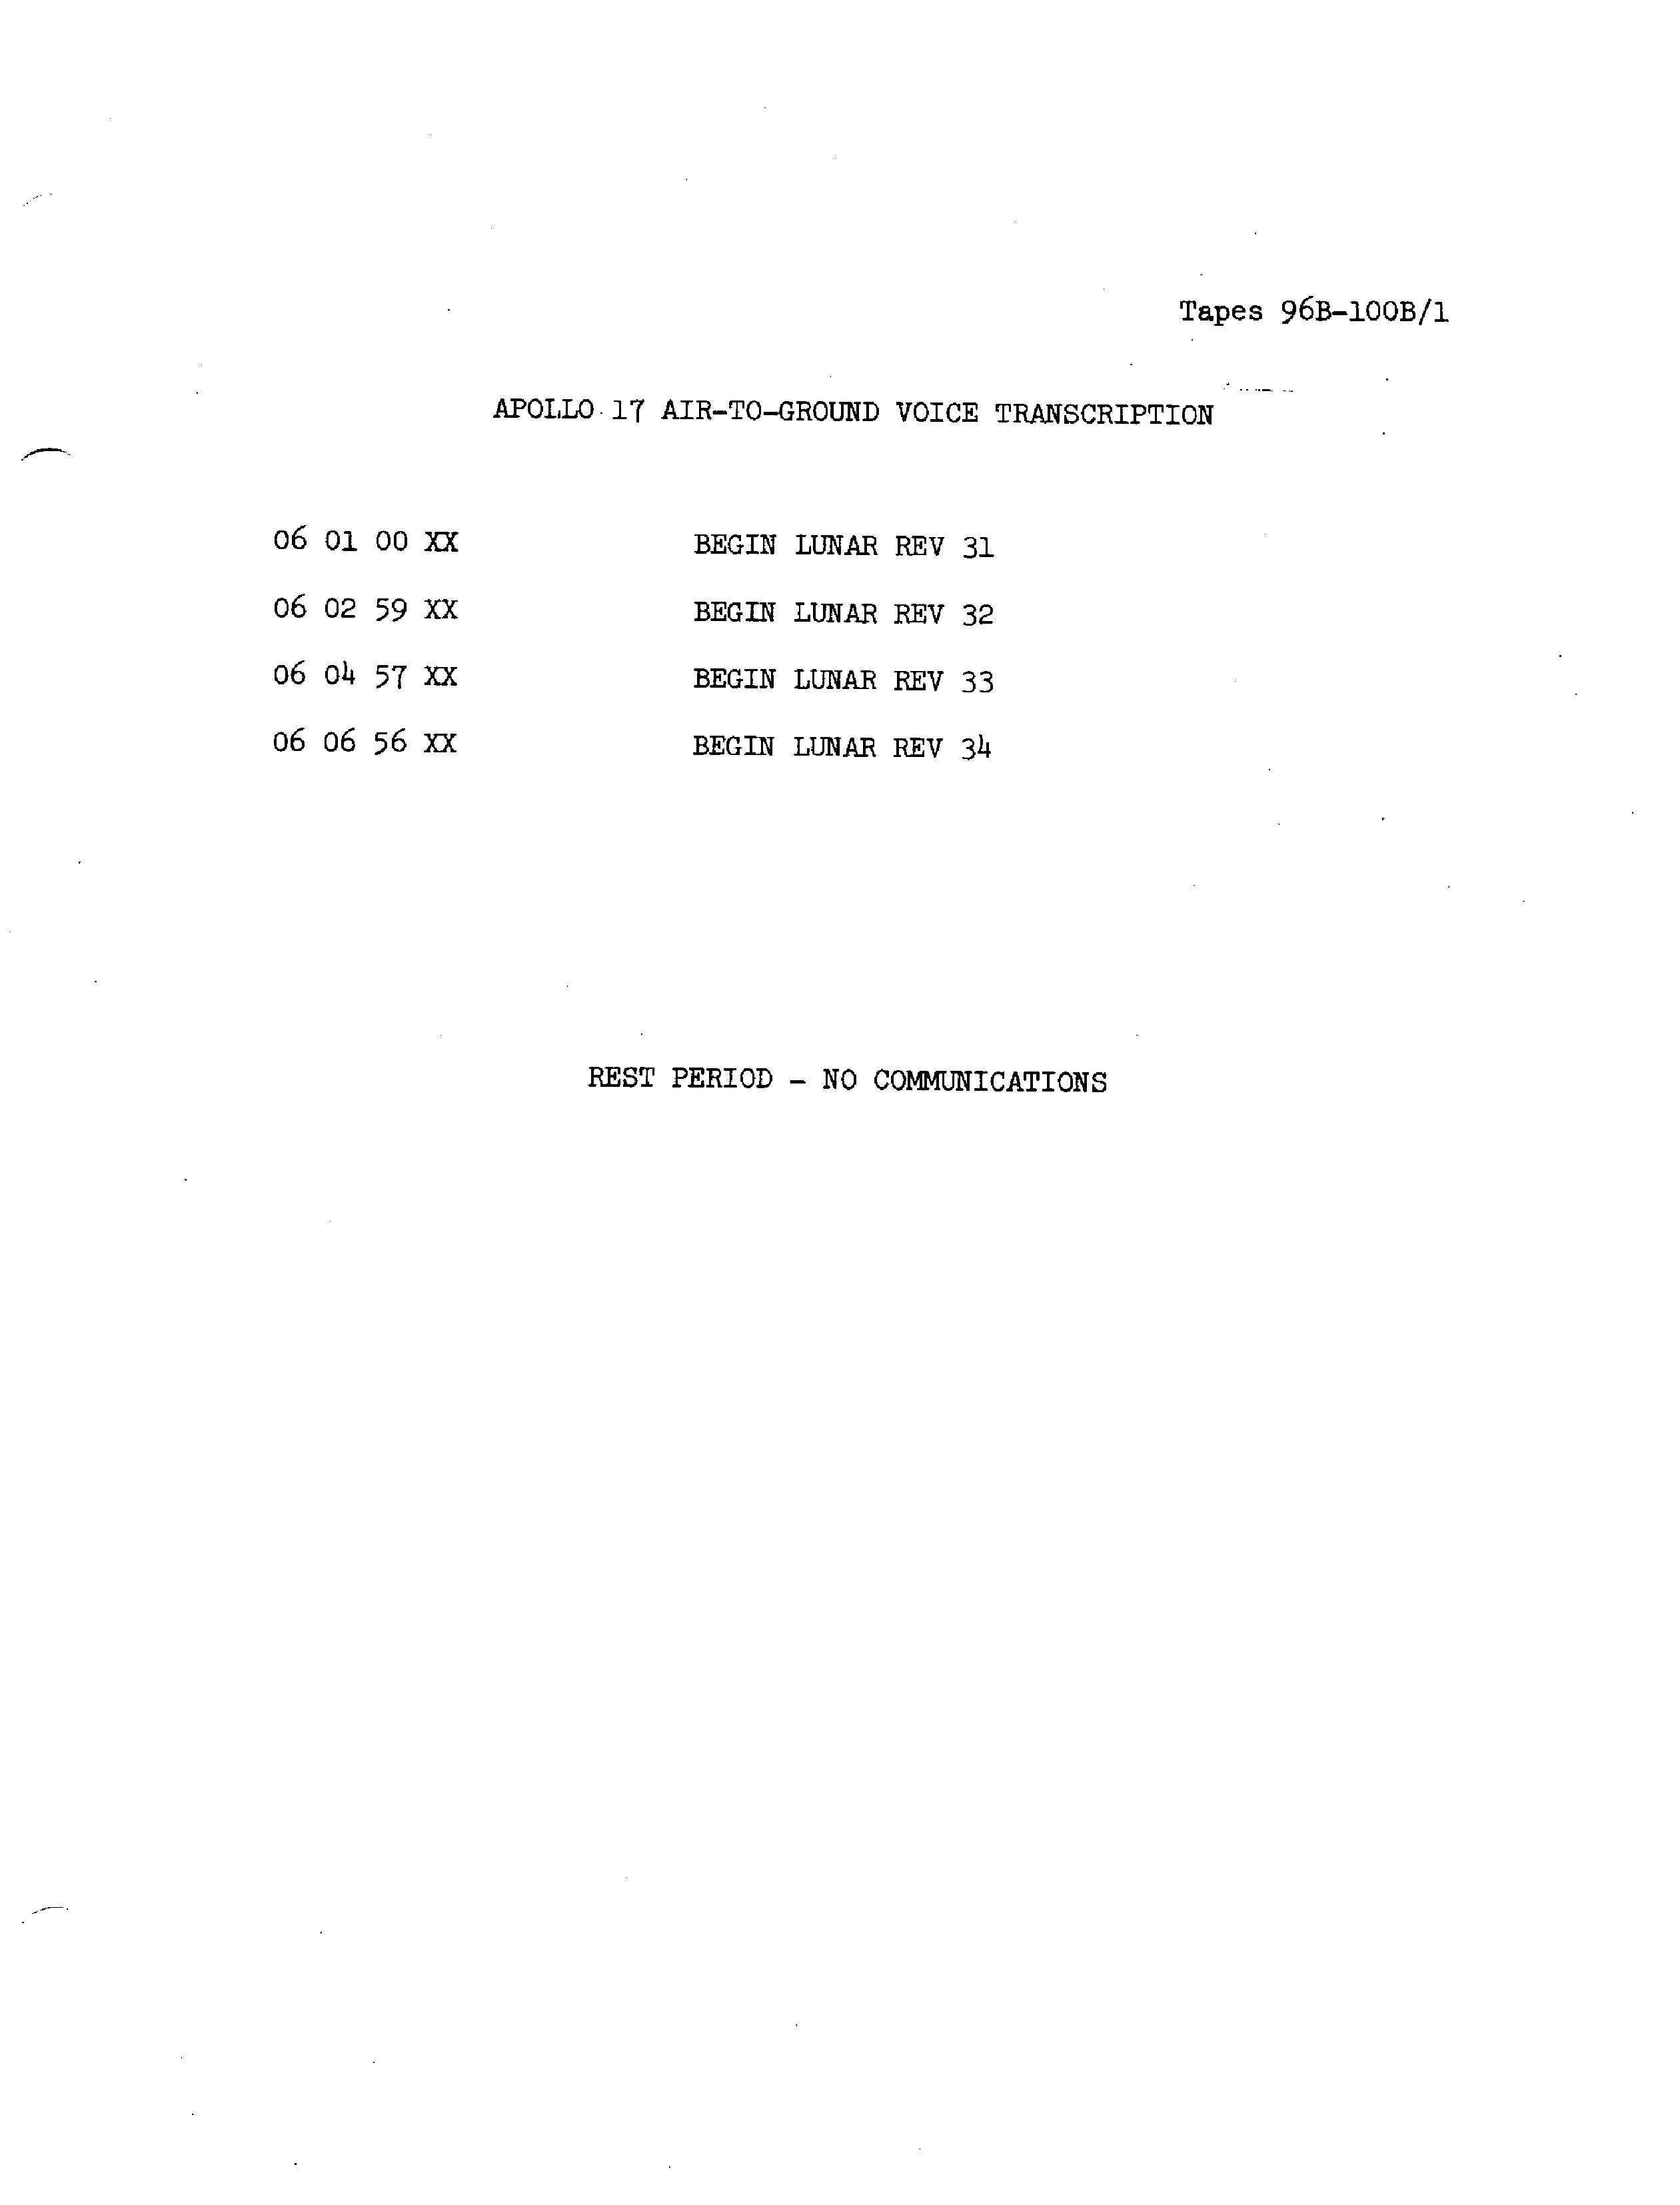 Tapes 96B-100B/1
APOLLO 17 AIR-TO-GROUND VOICE TRANSCRIPTION
06 01 00 XX BEGIN LUNAR REV 31
06 02 59 XX BEGIN LUNAR REV 32
06 04 57 XX BEGIN LUNAR REV 33
06 06 56 XX BEGIN LUNAR REV 34
REST PERIOD - NO COMMUNICATIONS